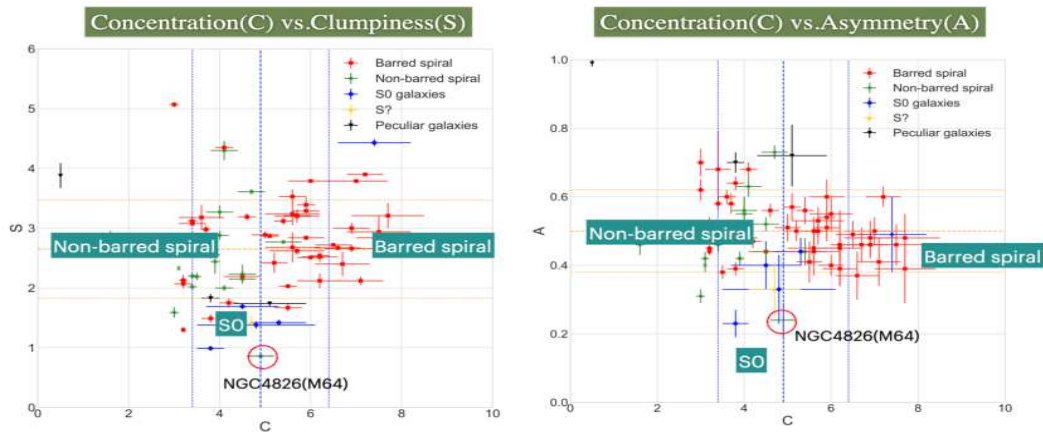 Concentration(C) vs.Clumpiness(S)
6
5
4
3
2
1
0
S
Barred spiral
Non-barred spiral
S0 galaxies
S?
Peculiar galaxies
Non-barred spiral
Barred spiral
S0
NGC4826(M64)
0 2 4 6 8 10
C
Concentration(C) vs.Asymmetry(A)
1.0
0.8
0.6
0.4
0.2
0.0
A
Barred spiral
Non-barred spiral
S0 galaxies
S?
Peculiar galaxies
Non-barred spiral
Barred spiral
S0
NGC4826(M64)
0 2 4 6 8 10
C